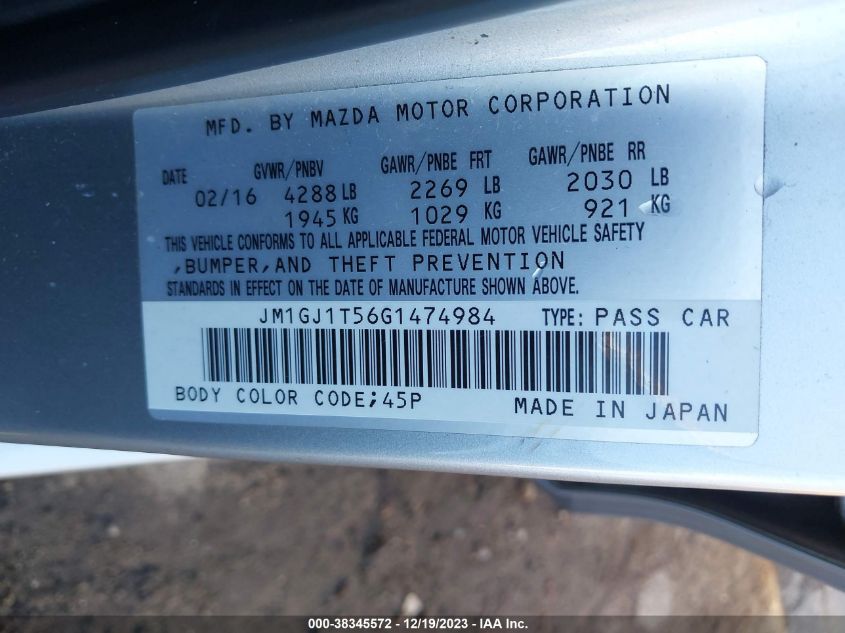 MFD. BY MAZDA MOTOR CORPORATION
DATE GVWR/PNBV GAWR/PNBE FRT GAWR/PNBE RR
02/16 4288 LB 2269 LB 2030 LB
1945 KG 1029 KG 921 KG
THIS VEHICLE CONFORMS TO ALL APPLICABLE FEDERAL MOTOR VEHICLE SAFETY
,BUMPER,AND THEFT PREVENTION
STANDARDS IN EFFECT ON THE DATE OF MANUFACTURE SHOWN ABOVE.
JM1GJ1T56G1474984 TYPE: PASS CAR
BODY COLOR CODE;45P MADE IN JAPAN
000-38345572 - 12/19/2023 - IAA Inc.